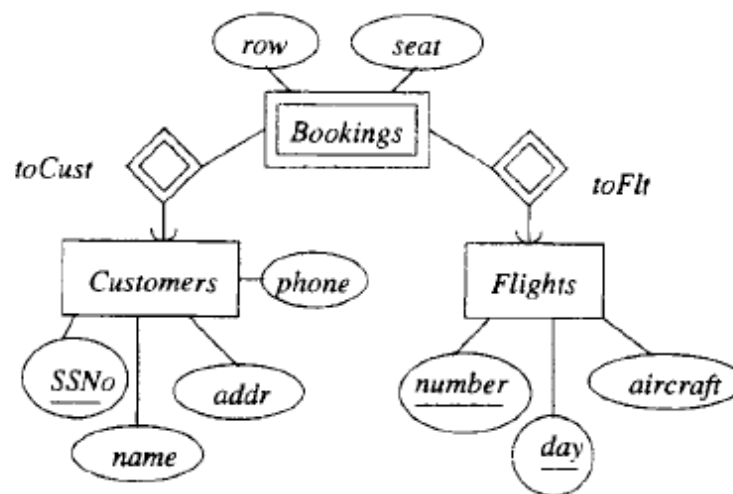 row
seat
Bookings
toCust
toFlt
Customers
phone
Flights
SSNo
addr
number
aircraft
name
day